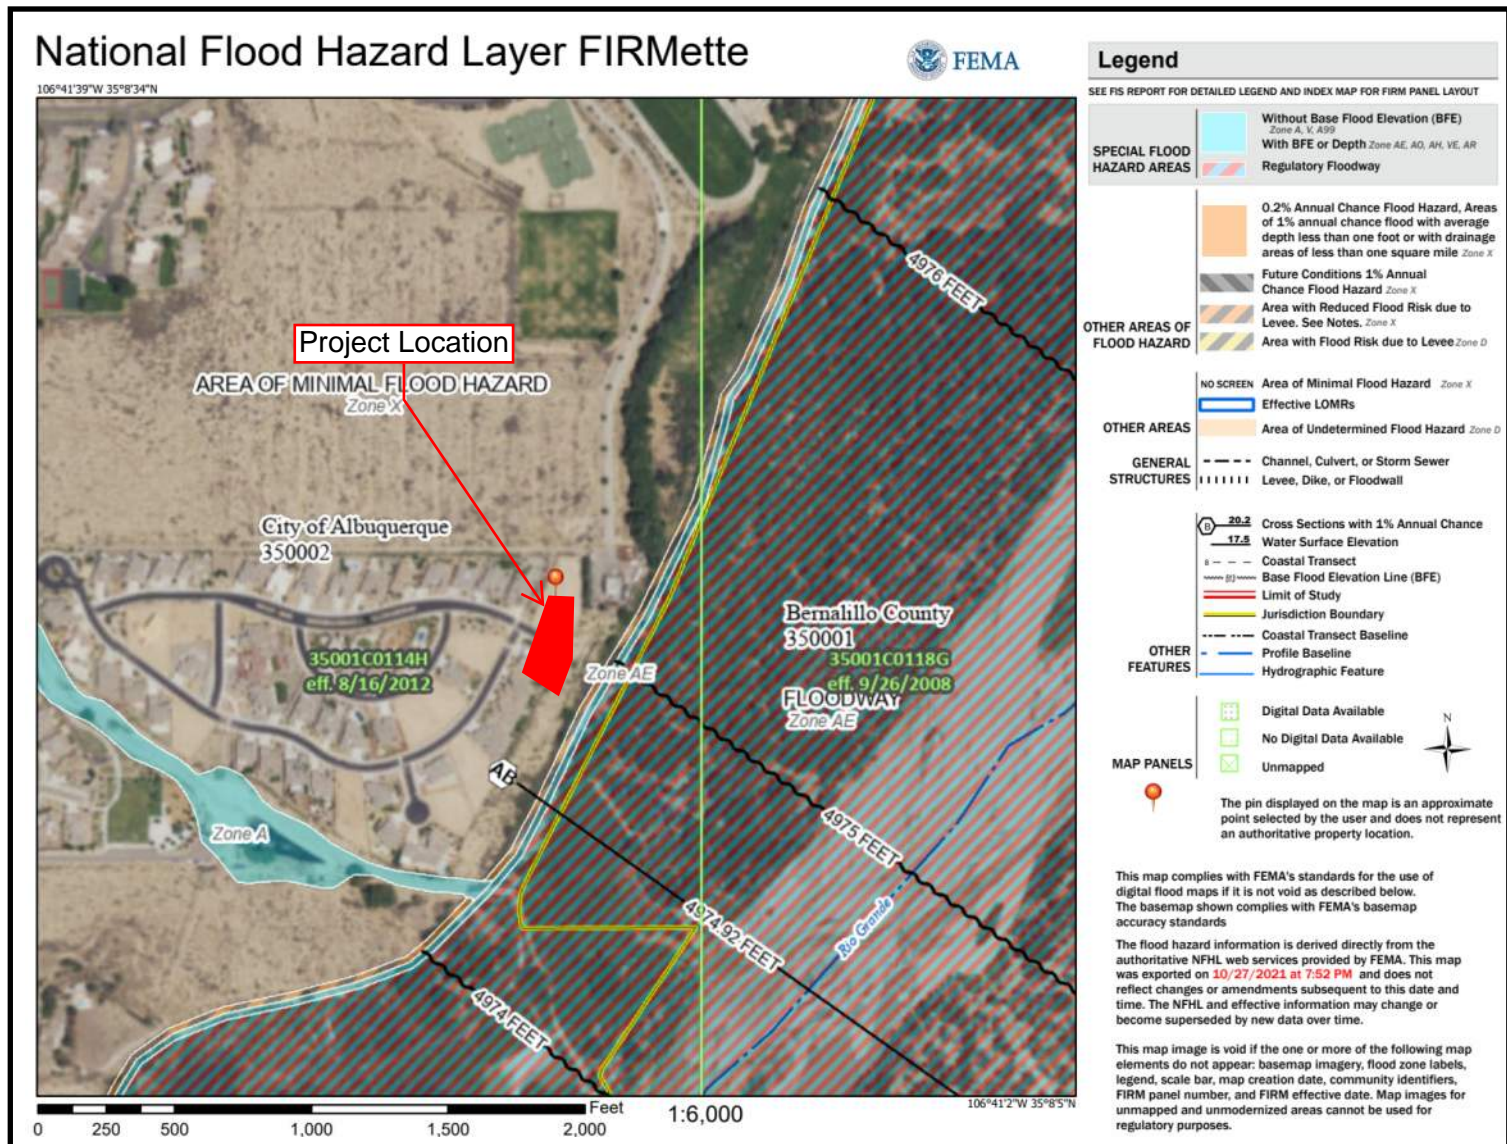 National Flood Hazard Layer FIRMette
FEMA
106°41'39"W 35°8'34"N
Project Location
AREA OF MINIMAL FLOOD HAZARD
Zone X
City of Albuquerque
350002
35001C0114H
eff. 8/16/2012
Zone A
Zone AE
AB
Bernalillo County
350001
35001C0118G
eff. 9/26/2008
FLOODWAY
Zone AE
4976 FEET
4975 FEET
4974.92 FEET
4974 FEET
Rio Grande
0 250 500 1,000 1,500 2,000
Feet
1:6,000
106°41'2"W 35°8'5"N
Legend
SEE FIS REPORT FOR DETAILED LEGEND AND INDEX MAP FOR FIRM PANEL LAYOUT
SPECIAL FLOOD
HAZARD AREAS
Without Base Flood Elevation (BFE)
Zone A, V, A99
With BFE or Depth Zone AE, AO, AH, VE, AR
Regulatory Floodway
OTHER AREAS OF
FLOOD HAZARD
0.2% Annual Chance Flood Hazard, Areas
of 1% annual chance flood with average
depth less than one foot or with drainage
areas of less than one square mile Zone X
Future Conditions 1% Annual
Chance Flood Hazard Zone X
Area with Reduced Flood Risk due to
Levee. See Notes. Zone X
Area with Flood Risk due to Levee Zone D
OTHER AREAS
NO SCREEN Area of Minimal Flood Hazard Zone X
Effective LOMRs
Area of Undetermined Flood Hazard Zone D
GENERAL
STRUCTURES
Channel, Culvert, or Storm Sewer
Levee, Dike, or Floodwall
OTHER
FEATURES
B 20.2 Cross Sections with 1% Annual Chance
17.5 Water Surface Elevation
8 Coastal Transect
Base Flood Elevation Line (BFE)
Limit of Study
Jurisdiction Boundary
Coastal Transect Baseline
Profile Baseline
Hydrographic Feature
MAP PANELS
Digital Data Available
No Digital Data Available
Unmapped
N
The pin displayed on the map is an approximate
point selected by the user and does not represent
an authoritative property location.
This map complies with FEMA's standards for the use of
digital flood maps if it is not void as described below.
The basemap shown complies with FEMA's basemap
accuracy standards
The flood hazard information is derived directly from the
authoritative NFHL web services provided by FEMA. This map
was exported on 10/27/2021 at 7:52 PM and does not
reflect changes or amendments subsequent to this date and
time. The NFHL and effective information may change or
become superseded by new data over time.
This map image is void if the one or more of the following map
elements do not appear: basemap imagery, flood zone labels,
legend, scale bar, map creation date, community identifiers,
FIRM panel number, and FIRM effective date. Map images for
unmapped and unmodernized areas cannot be used for
regulatory purposes.